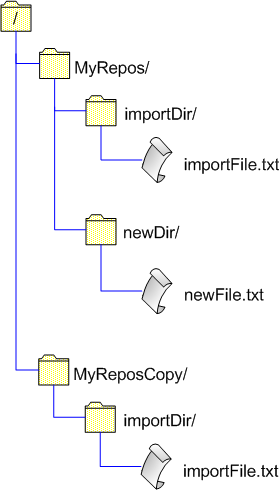 /
MyRepos/
importDir/
importFile.txt
newDir/
newFile.txt
MyReposCopy/
importDir/
importFile.txt